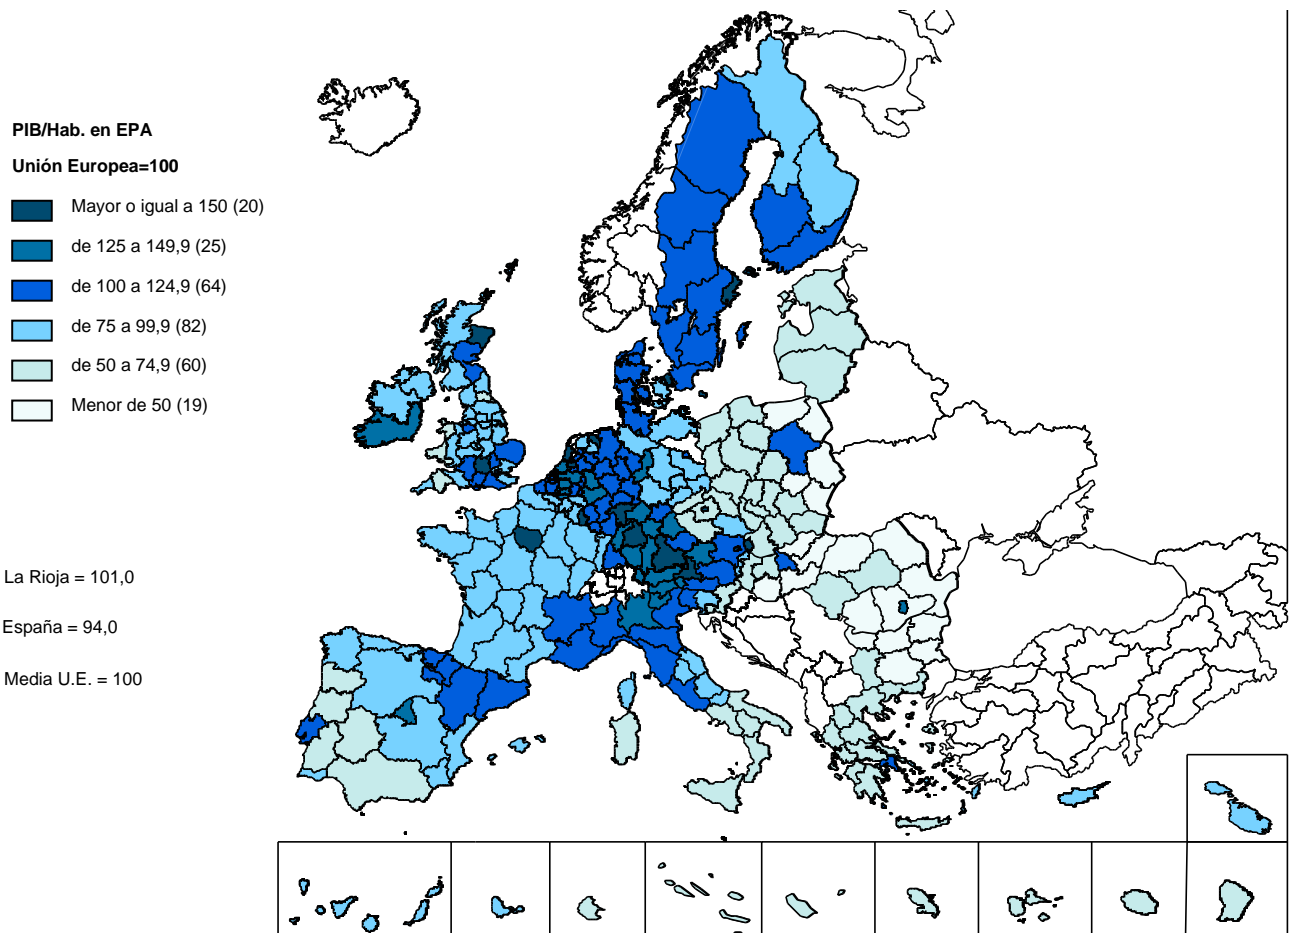 PIB/Hab. en EPA
Unión Europea=100
Mayor o igual a 150 (20)
de 125 a 149,9 (25)
de 100 a 124,9 (64)
de 75 a 99,9 (82)
de 50 a 74,9 (60)
Menor de 50 (19)
La Rioja = 101,0
España = 94,0
Media U.E. = 100